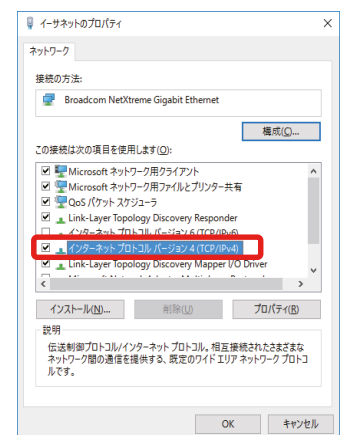 イーサネットのプロパティ
ネットワーク
接続の方法:
Broadcom NetXtreme Gigabit Ethernet
構成(C)...
この接続は次の項目を使用します(O):
Microsoft ネットワーク用クライアント
Microsoft ネットワーク用ファイルとプリンター共有
QoS パケット スケジューラ
Link-Layer Topology Discovery Responder
インターネット プロトコル バージョン 6 (TCP/IPv6)
インターネット プロトコル バージョン 4 (TCP/IPv4)
Link-Layer Topology Discovery Mapper I/O Driver
インストール(N)...
削除(U)
プロパティ(R)
説明
伝送制御プロトコル/インターネット プロトコル。相互接続されたさまざまな
ネットワーク間の通信を提供する、既定のワイド エリア ネットワーク プロトコ
ルです。
OK
キャンセル